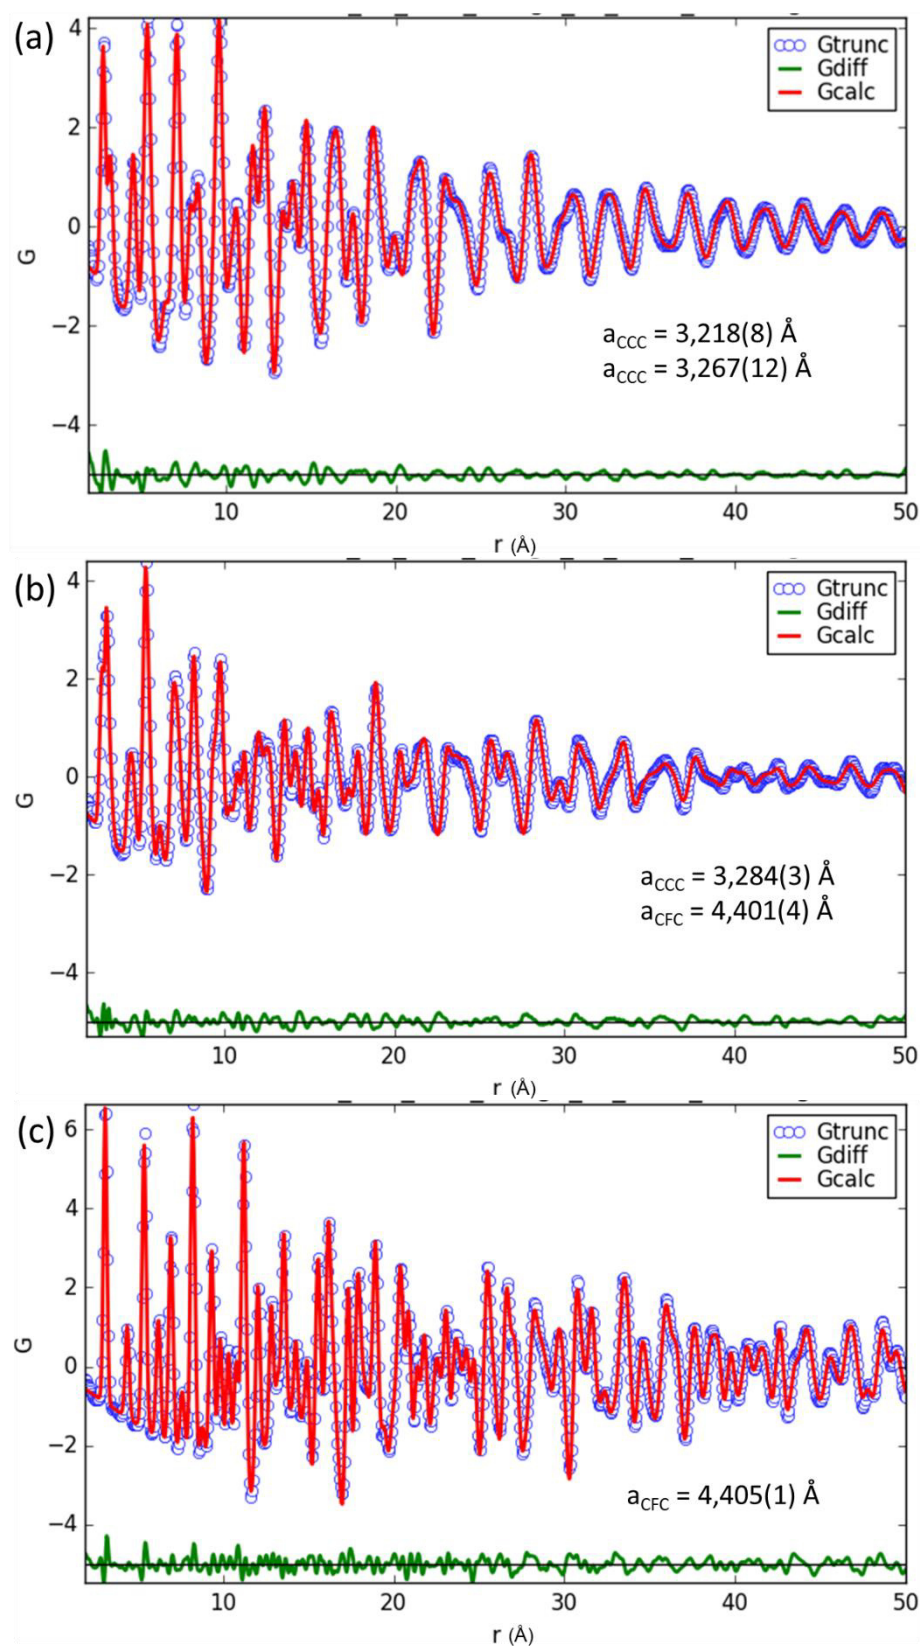 (a)
Gtrunc
Gdiff
Gcalc
4
2
0
−2
−4
G
a_CCC = 3,218(8) Å
a_CCC = 3,267(12) Å
10 20 30 40 50
r (Å)
(b)
Gtrunc
Gdiff
Gcalc
4
2
0
−2
−4
G
a_CCC = 3,284(3) Å
a_CFC = 4,401(4) Å
10 20 30 40 50
r (Å)
(c)
Gtrunc
Gdiff
Gcalc
6
4
2
0
−2
−4
G
a_CFC = 4,405(1) Å
10 20 30 40 50
r (Å)